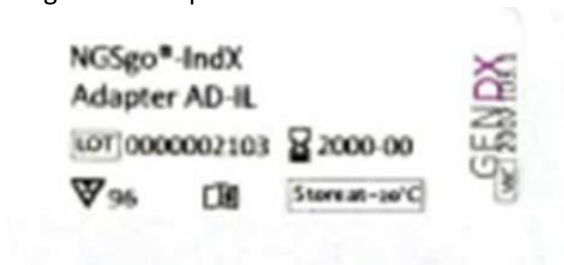 NGSgo®-IndX
Adapter AD-IL
LOT 0000002103 2000-00
96 Store at -20°C
GENDX